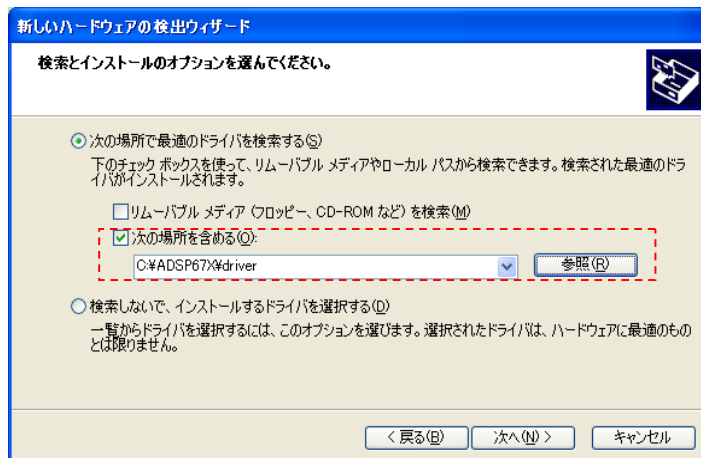 新しいハードウェアの検出ウィザード
検索とインストールのオプションを選んでください。
次の場所で最適のドライバを検索する(S)
下のチェック ボックスを使って、リムーバブル メディアやローカル パスから検索できます。検索された最適のドラ
イバがインストールされます。
リムーバブル メディア (フロッピー、CD-ROM など) を検索(M)
次の場所を含める(O):
C:¥ADSP67X¥driver
参照(R)
検索しないで、インストールするドライバを選択する(D)
一覧からドライバを選択するには、このオプションを選びます。選択されたドライバは、ハードウェアに最適のもの
とは限りません。
< 戻る(B)
次へ(N) >
キャンセル